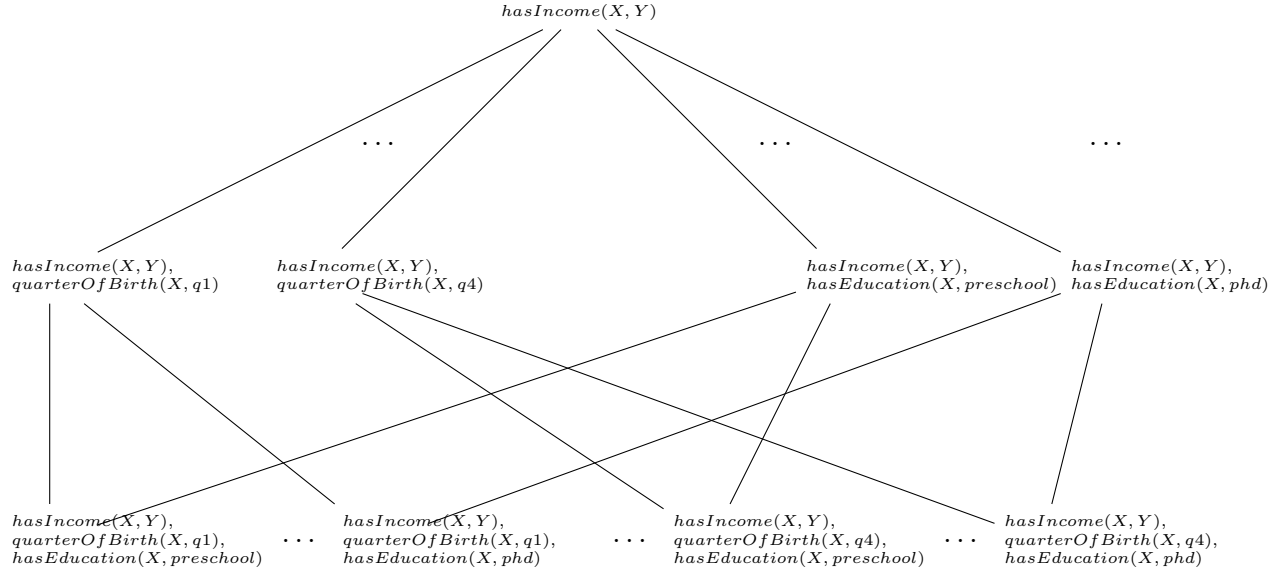 hasIncome(X, Y)
... ... ...
hasIncome(X, Y),
quarterOfBirth(X, q1)
hasIncome(X, Y),
quarterOfBirth(X, q4)
hasIncome(X, Y),
hasEducation(X, preschool)
hasIncome(X, Y),
hasEducation(X, phd)
hasIncome(X, Y),
quarterOfBirth(X, q1),
hasEducation(X, preschool)
...
hasIncome(X, Y),
quarterOfBirth(X, q1),
hasEducation(X, phd)
...
hasIncome(X, Y),
quarterOfBirth(X, q4),
hasEducation(X, preschool)
...
hasIncome(X, Y),
quarterOfBirth(X, q4),
hasEducation(X, phd)